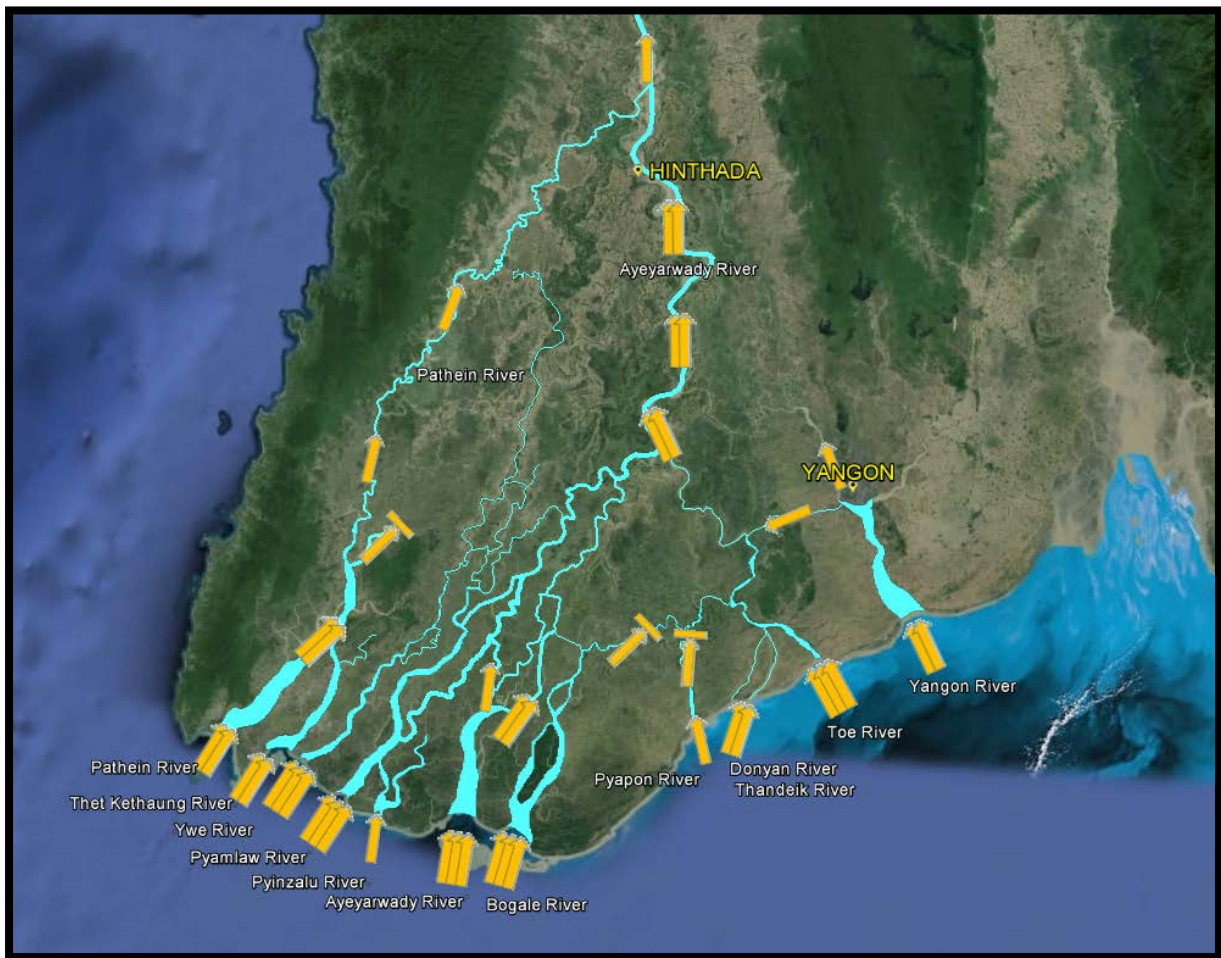 HINTHADA
Ayeyarwady River
Pathein River
YANGON
Yangon River
Toe River
Donyan River
Thandeik River
Pyapon River
Pathein River
Thet Kethaung River
Ywe River
Pyamlaw River
Pyinzalu River
Ayeyarwady River
Bogale River